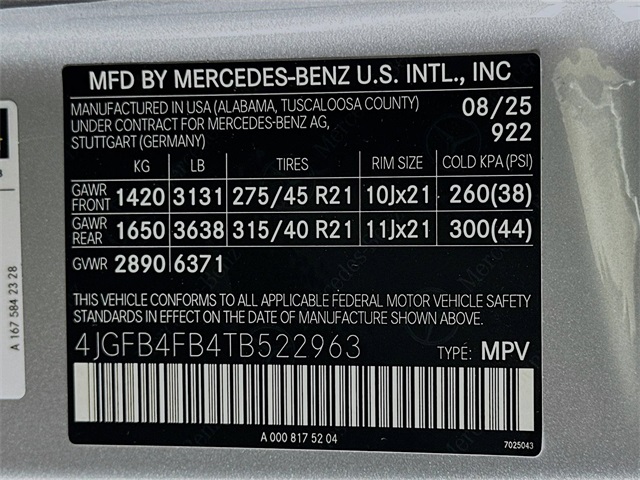 MFD BY MERCEDES-BENZ U.S. INTL., INC
MANUFACTURED IN USA (ALABAMA, TUSCALOOSA COUNTY) 08/25
UNDER CONTRACT FOR MERCEDES-BENZ AG, 922
STUTTGART (GERMANY)
KG LB TIRES RIM SIZE COLD KPA (PSI)
GAWR FRONT 1420 3131 275/45 R21 10Jx21 260(38)
GAWR REAR 1650 3638 315/40 R21 11Jx21 300(44)
GVWR 2890 6371
THIS VEHICLE CONFORMS TO ALL APPLICABLE FEDERAL MOTOR VEHICLE SAFETY
STANDARDS IN EFFECT ON THE DATE OF MANUFACTURE SHOWN ABOVE.
4JGFB4FB4TB522963 TYPE: MPV
A 000 817 52 04
7025043
A 167 584 23 28